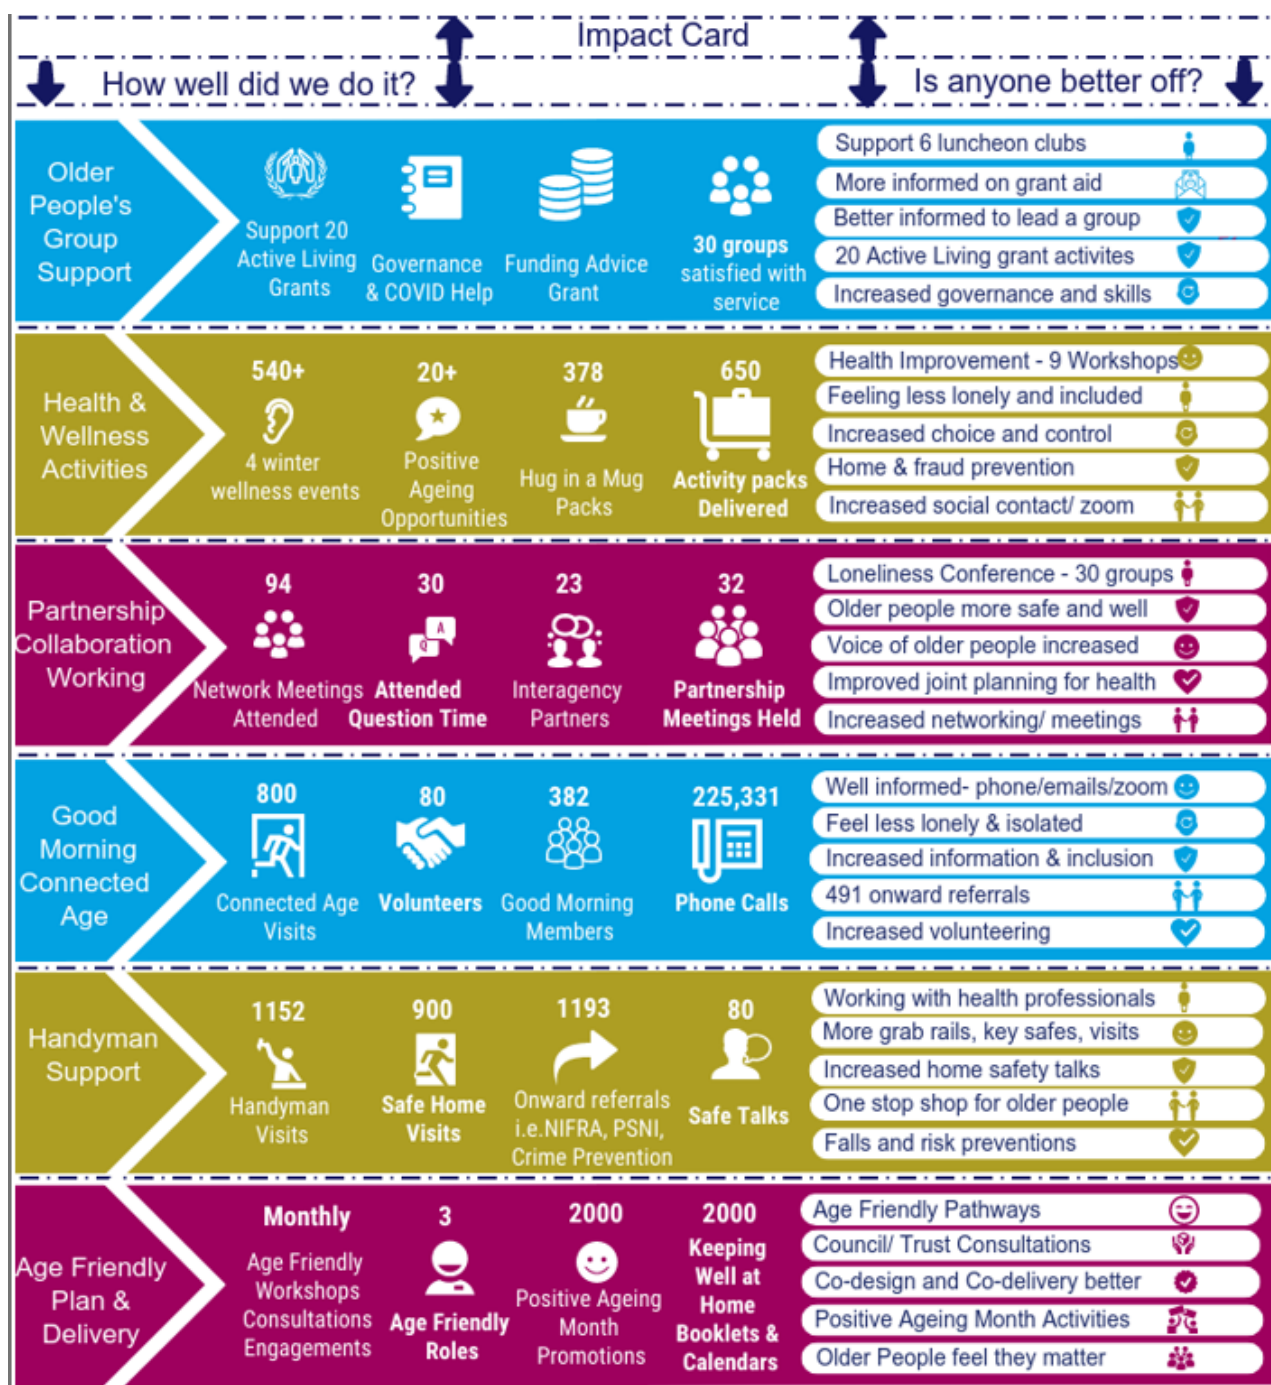 Impact Card
How well did we do it?
Is anyone better off?
Older
People's
Group
Support
Support 20
Active Living
Grants
Governance
& COVID Help
Funding Advice
Grant
30 groups
satisfied with
service
Support 6 luncheon clubs
More informed on grant aid
Better informed to lead a group
20 Active Living grant activites
Increased governance and skills
Health &
Wellness
Activities
540+
4 winter
wellness events
20+
Positive
Ageing
Opportunities
378
Hug in a Mug
Packs
650
Activity packs
Delivered
Health Improvement - 9 Workshops
Feeling less lonely and included
Increased choice and control
Home & fraud prevention
Increased social contact/ zoom
Partnership
Collaboration
Working
94
Network Meetings
Attended
30
A
Q
Attended
Question Time
23
Interagency
Partners
32
Partnership
Meetings Held
Loneliness Conference - 30 groups
Older people more safe and well
Voice of older people increased
Improved joint planning for health
Increased networking/ meetings
Good
Morning
Connected
Age
800
Connected Age
Visits
80
Volunteers
382
Good Morning
Members
225,331
Phone Calls
Well informed- phone/emails/zoom
Feel less lonely & isolated
Increased information & inclusion
491 onward referrals
Increased volunteering
Handyman
Support
1152
Handyman
Visits
900
Safe Home
Visits
1193
Onward referrals
i.e.NIFRA, PSNI,
Crime Prevention
80
Safe Talks
Working with health professionals
More grab rails, key safes, visits
Increased home safety talks
One stop shop for older people
Falls and risk preventions
Age Friendly
Plan &
Delivery
Monthly
Age Friendly
Workshops
Consultations
Engagements
3
Age Friendly
Roles
2000
Positive Ageing
Month
Promotions
2000
Keeping
Well at
Home
Booklets &
Calendars
Age Friendly Pathways
Council/ Trust Consultations
Co-design and Co-delivery better
Positive Ageing Month Activities
Older People feel they matter